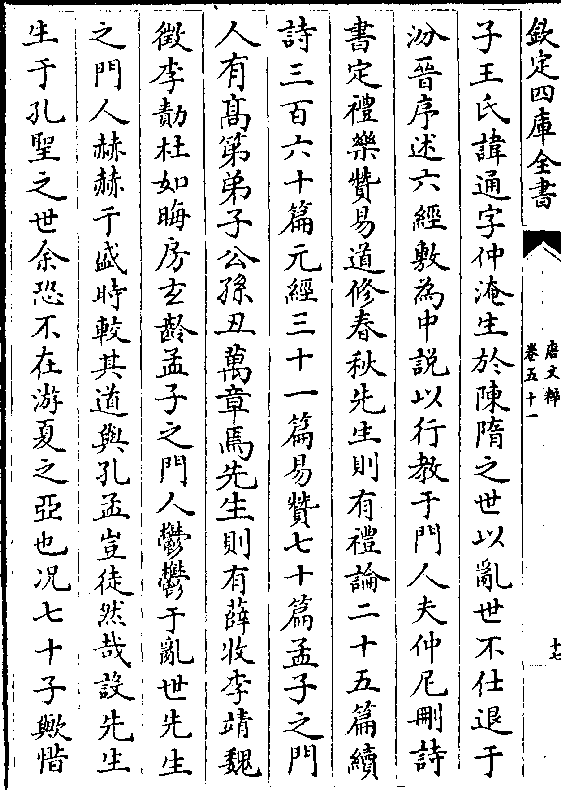 欽定四庫全書
唐文粹
卷五十一
十七
子王氏諱通字仲淹生於陳隋之世以亂世不仕退于
汾晉序述六經敷為中説以行教于門人夫仲尼刪詩
書定禮樂贊易道修春秋先生則有禮論二十五篇續
詩三百六十篇元經三十一篇易贊七十篇孟子之門
人有髙第弟子公孫丑萬章焉先生則有薛收李靖魏
徵李勣杜如晦房玄齡孟子之門人鬱鬱于亂世先生
之門人赫赫于盛時較其道與孔孟豈徒然哉設先生
生于孔聖之世余恐不在游夏之亞也况七十子歟惜